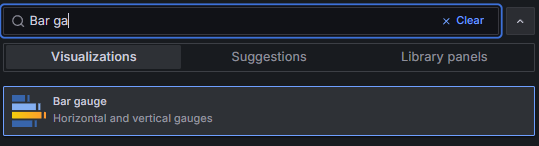 Bar ga
Clear
Visualizations
Suggestions
Library panels
Bar gauge
Horizontal and vertical gauges